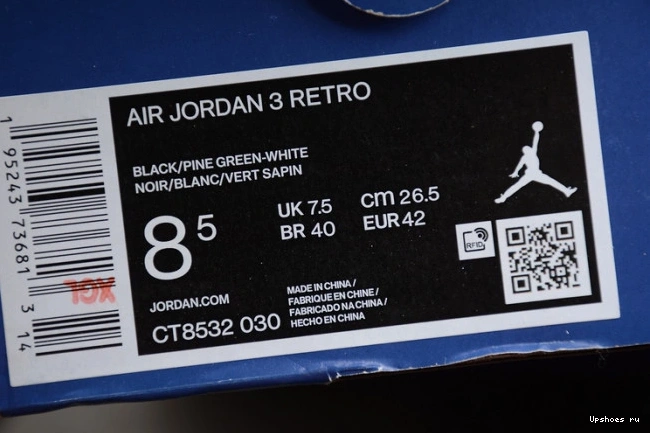 AIR JORDAN 3 RETRO
BLACK/PINE GREEN-WHITE
NOIR/BLANC/VERT SAPIN
8 5
UK 7.5 cm 26.5
BR 40 EUR 42
RFID
JORDAN.COM
CT8532 030
MADE IN CHINA /
FABRIQUE EN CHINE /
FABRICADO NA CHINA /
HECHO EN CHINA
1 95243 73681 3 14
XCL
Upshoes ru